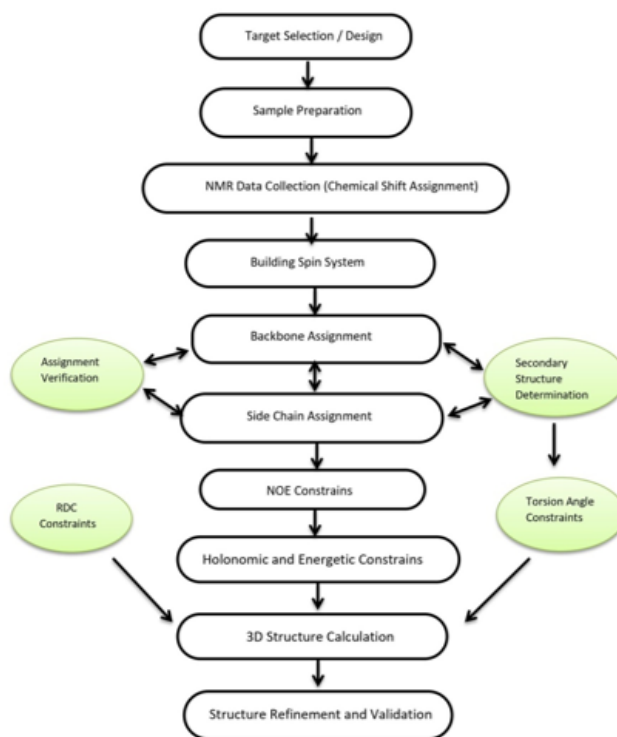 Target Selection / Design
Sample Preparation
NMR Data Collection (Chemical Shift Assignment)
Building Spin System
Backbone Assignment
Assignment
Verification
Secondary
Structure
Determination
Side Chain Assignment
NOE Constrains
RDC
Constraints
Torsion Angle
Constraints
Holonomic and Energetic Constrains
3D Structure Calculation
Structure Refinement and Validation